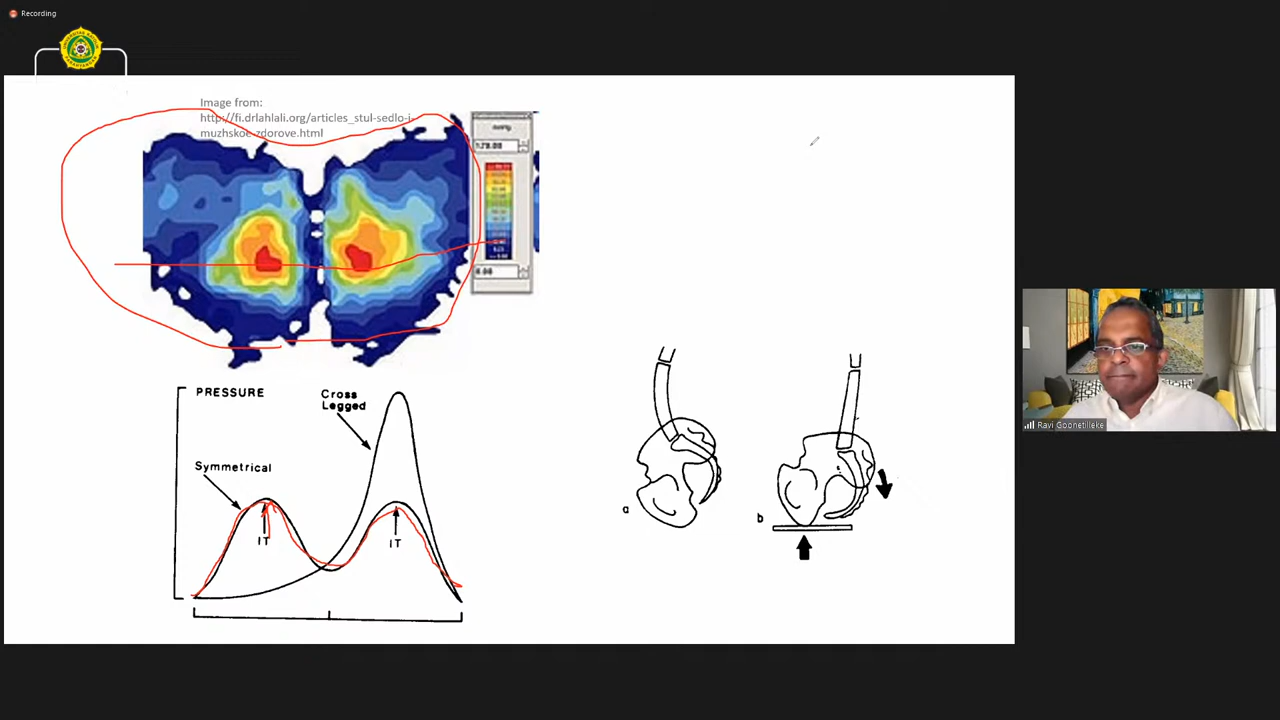 Recording
Image from:
http://fi.drlahlali.org/articles_stul-sedlo-i-
muzhskoe-zdorove.html
PRESSURE
Cross
Legged
Symmetrical
IT
IT
a
b
Ravi Goonetilleke